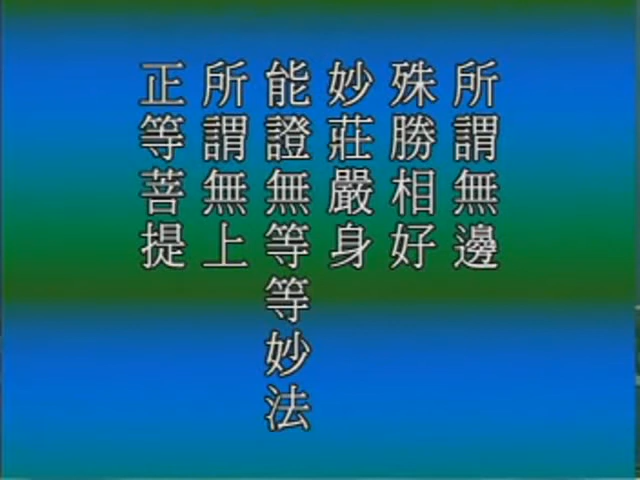 所謂無邊
殊勝相好
妙莊嚴身
能證無等等妙法
所謂無上
正等菩提